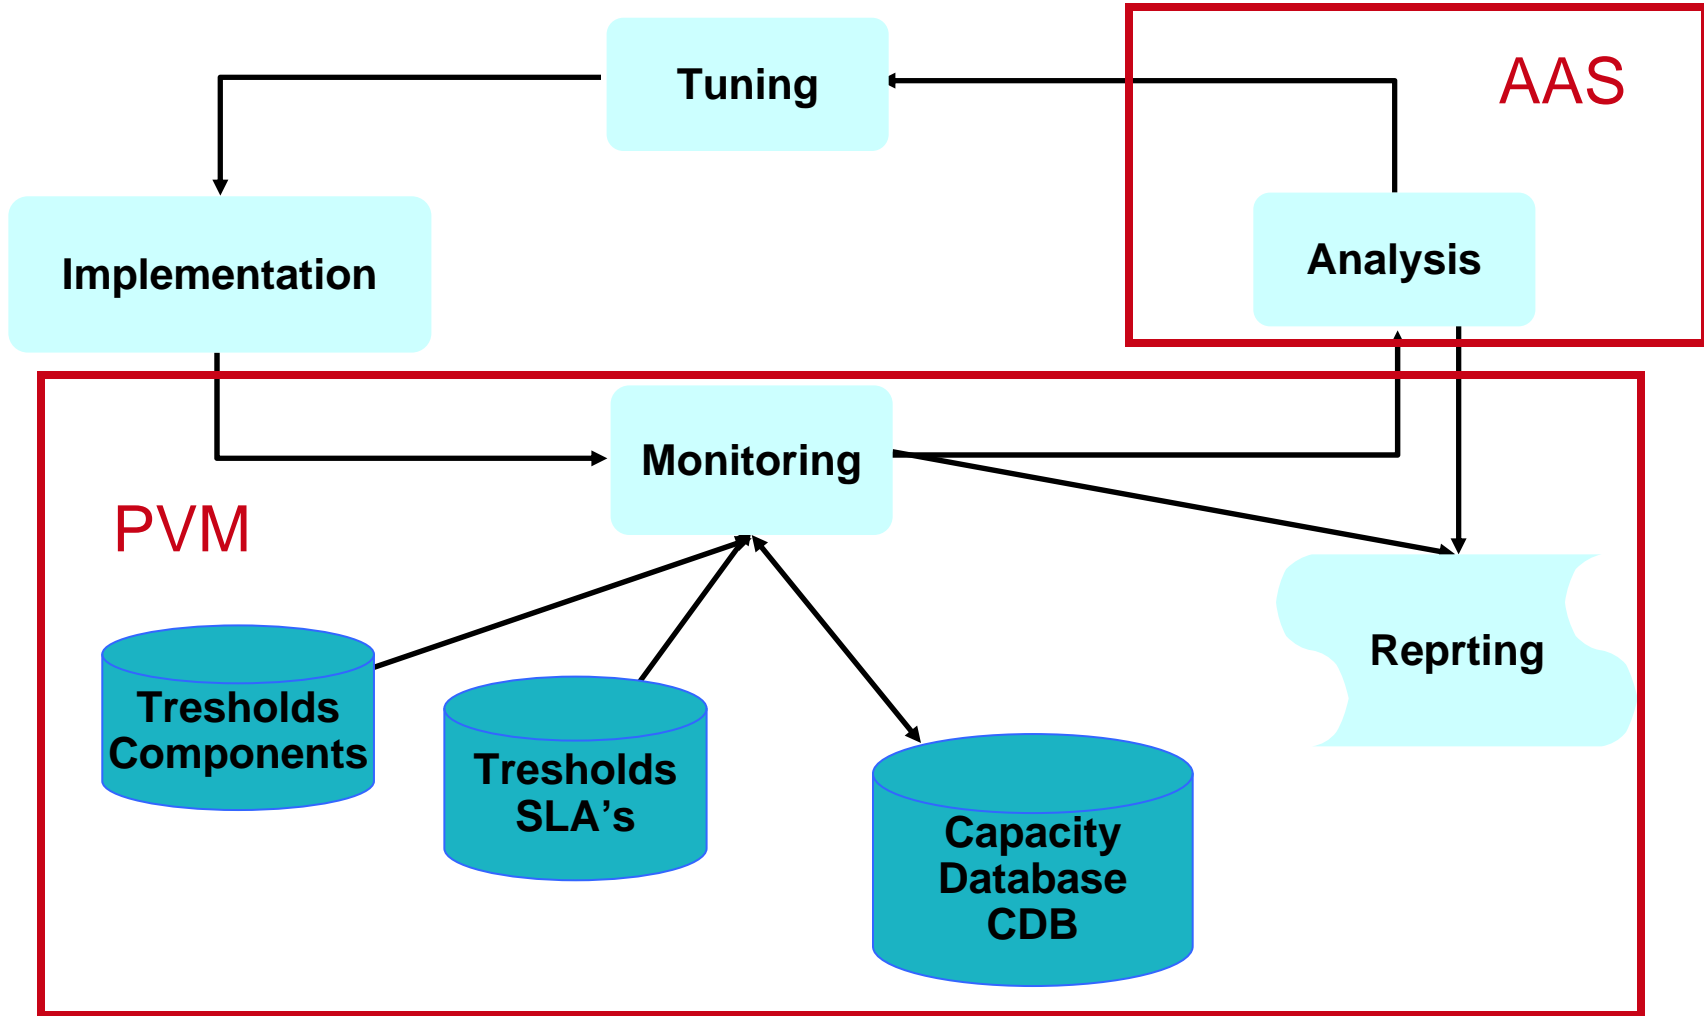 AAS
Tuning
Implementation
Analysis
Monitoring
PVM
Reprting
Tresholds
Components
Tresholds
SLA’s
Capacity
Database
CDB